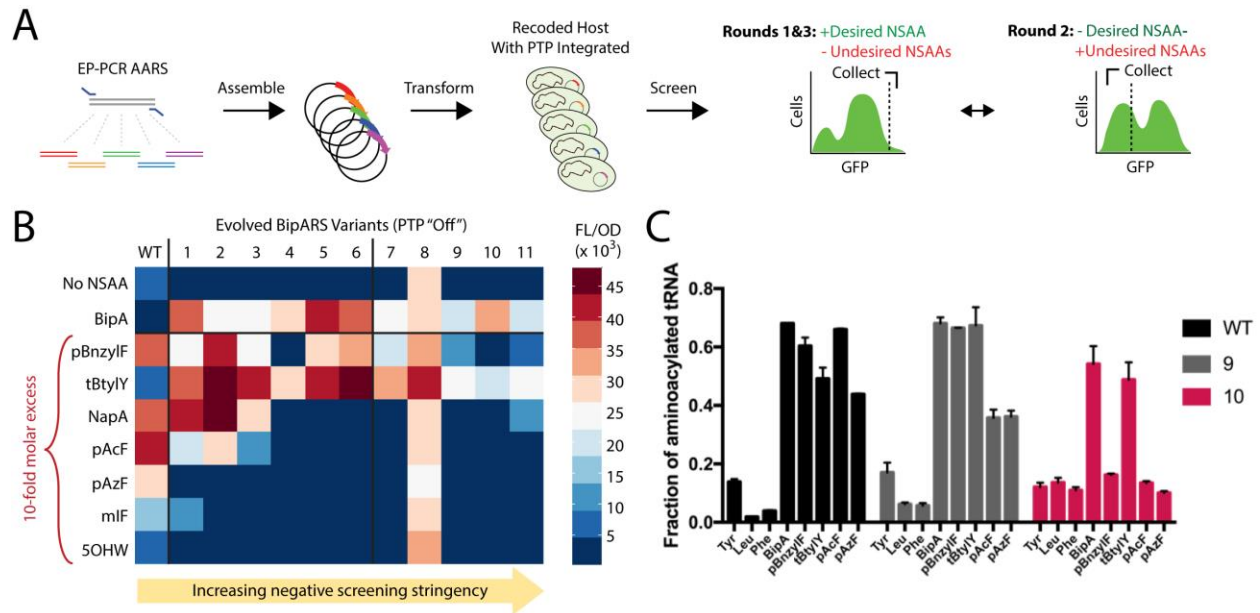 A
EP-PCR AARS
Assemble
Transform
Recoded Host
With PTP Integrated
Screen
Rounds 1&3: +Desired NSAA
- Undesired NSAAs
Collect
Cells
GFP
Round 2: - Desired NSAA-
+Undesired NSAAs
Collect
Cells
GFP
B
Evolved BipARS Variants (PTP "Off")
WT 1 2 3 4 5 6 7 8 9 10 11
FL/OD
(x 10³)
No NSAA
BipA
pBnzylF
tBtylY
NapA
pAcF
pAzF
mIF
5OHW
10-fold molar excess
45
40
35
30
25
20
15
10
5
Increasing negative screening stringency
C
Fraction of aminoacylated tRNA
0.8
0.6
0.4
0.2
0.0
Tyr Leu Phe BipA pBnzylF tBtylY pAcF pAzF
Tyr Leu Phe BipA pBnzylF tBtylY pAcF pAzF
Tyr Leu Phe BipA pBnzylF tBtylY pAcF pAzF
WT
9
10